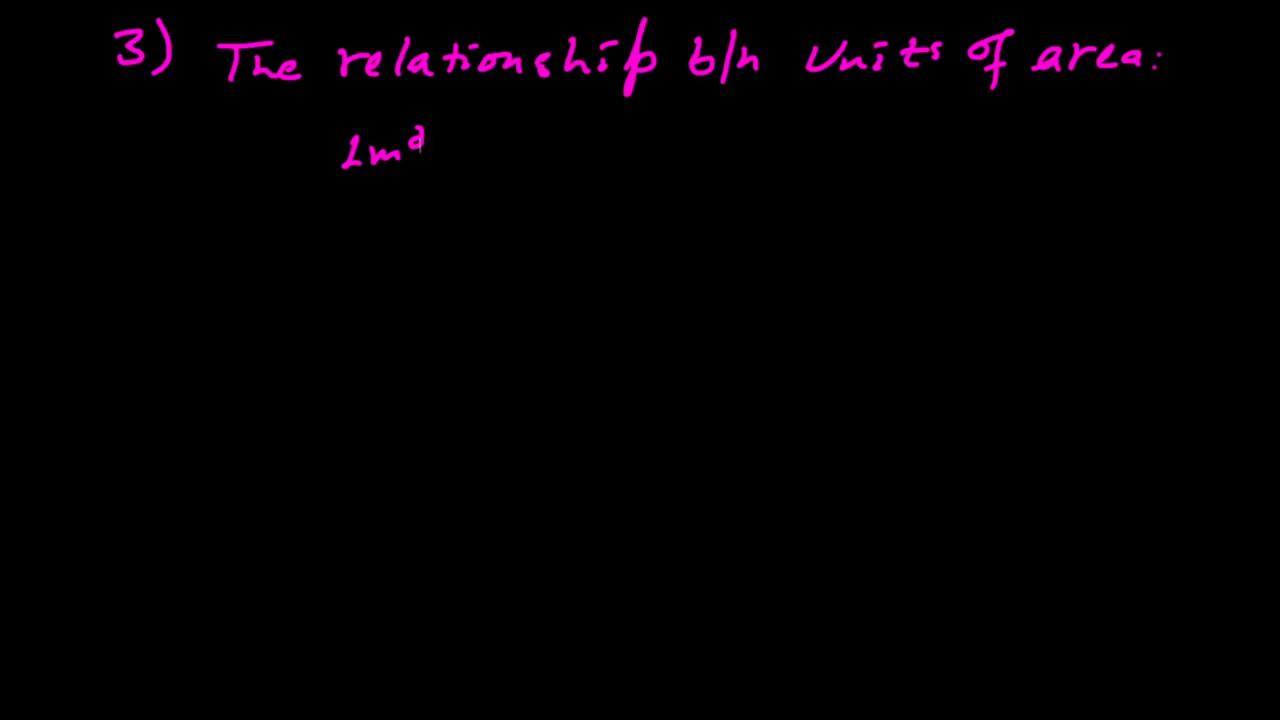 3) The relationship b/n Units of area:
1m²